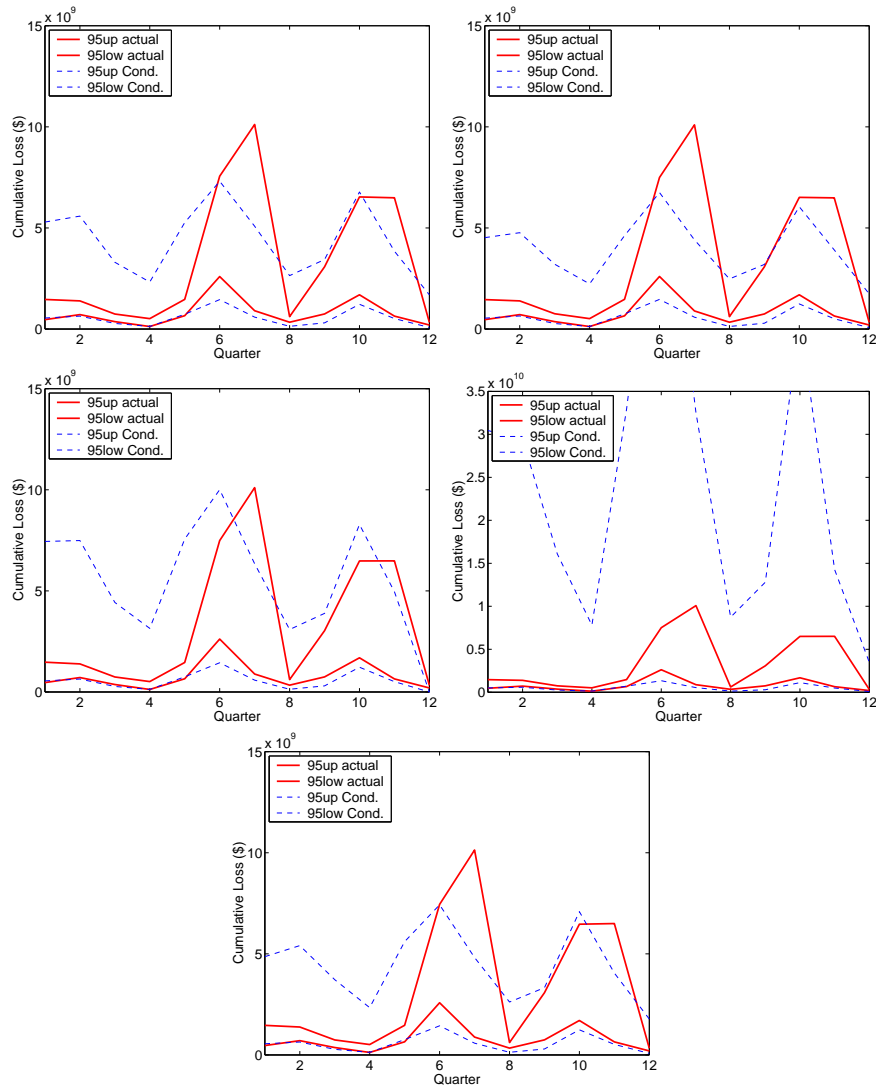 x 10^9
15
10
5
0
Cumulative Loss ($)
95up actual
95low actual
95up Cond.
95low Cond.
2 4 6 8 10 12
Quarter
x 10^9
15
10
5
0
Cumulative Loss ($)
95up actual
95low actual
95up Cond.
95low Cond.
2 4 6 8 10 12
Quarter
x 10^9
15
10
5
0
Cumulative Loss ($)
95up actual
95low actual
95up Cond.
95low Cond.
2 4 6 8 10 12
Quarter
x 10^10
3.5
3
2.5
2
1.5
1
0.5
0
Cumulative Loss ($)
95up actual
95low actual
95up Cond.
95low Cond.
2 4 6 8 10 12
Quarter
x 10^9
15
10
5
0
Cumulative Loss ($)
95up actual
95low actual
95up Cond.
95low Cond.
2 4 6 8 10 12
Quarter